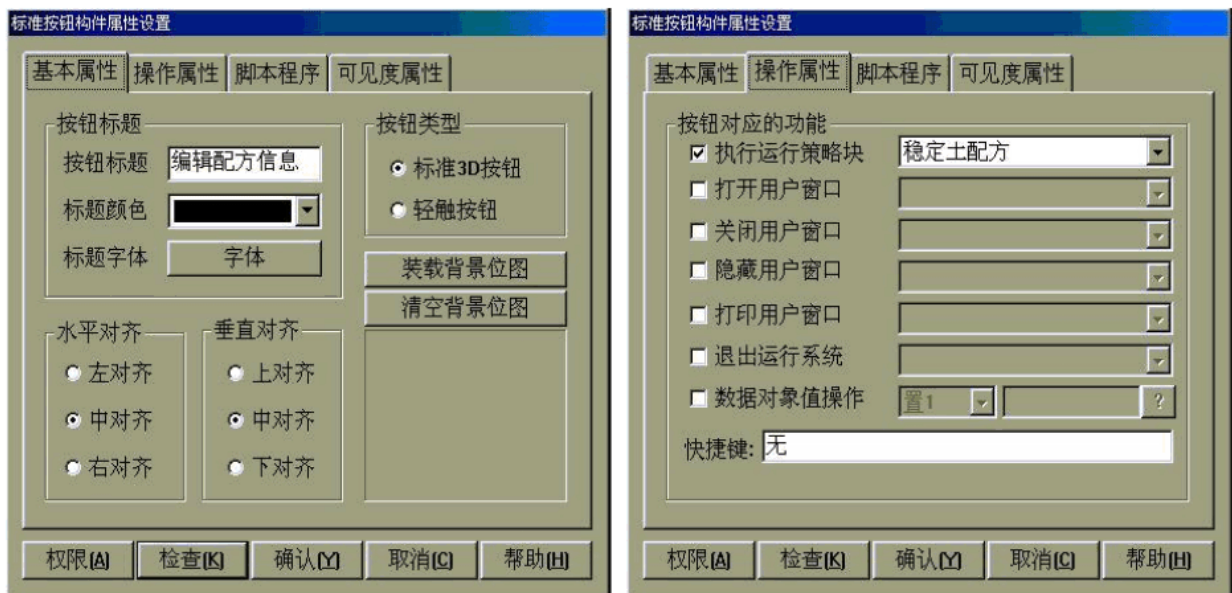 标准按钮构件属性设置
基本属性 操作属性 脚本程序 可见度属性
按钮标题
按钮标题 编辑配方信息
标题颜色
标题字体 字体
按钮类型
标准3D按钮
轻触按钮
装载背景位图
清空背景位图
水平对齐
左对齐
中对齐
右对齐
垂直对齐
上对齐
中对齐
下对齐
权限(A) 检查(K) 确认(Y) 取消(C) 帮助(H)
标准按钮构件属性设置
基本属性 操作属性 脚本程序 可见度属性
按钮对应的功能
执行运行策略块 稳定土配方
打开用户窗口
关闭用户窗口
隐藏用户窗口
打印用户窗口
退出运行系统
数据对象值操作 置1 ?
快捷键: 无
权限(A) 检查(K) 确认(Y) 取消(C) 帮助(H)